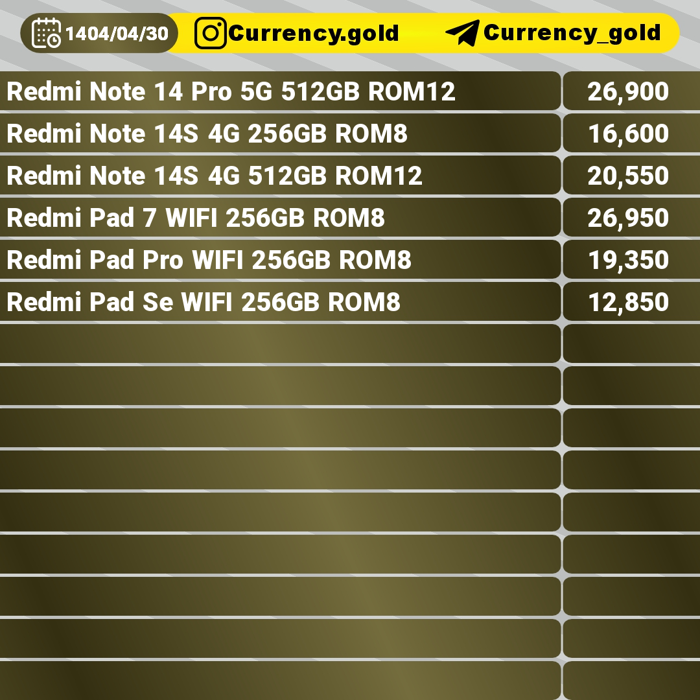 1404/04/30 Currency.gold Currency_gold
Redmi Note 14 Pro 5G 512GB ROM12 26,900
Redmi Note 14S 4G 256GB ROM8 16,600
Redmi Note 14S 4G 512GB ROM12 20,550
Redmi Pad 7 WIFI 256GB ROM8 26,950
Redmi Pad Pro WIFI 256GB ROM8 19,350
Redmi Pad Se WIFI 256GB ROM8 12,850